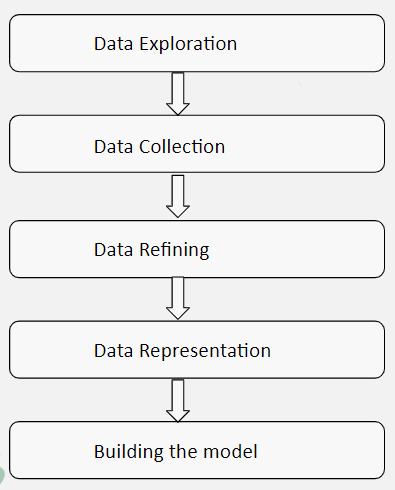 Data Exploration
Data Collection
Data Refining
Data Representation
Building the model